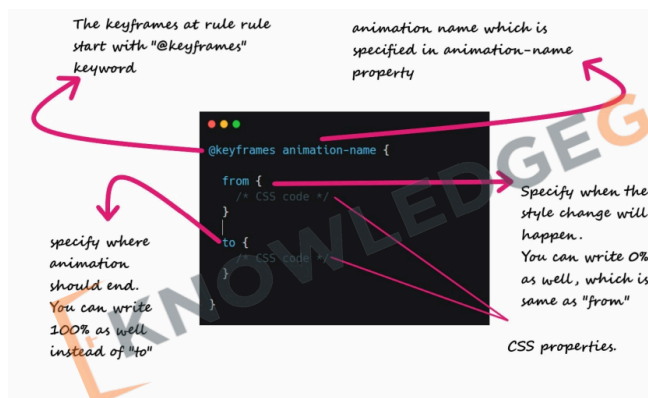 The keyframes at rule rule
start with "@keyframes"
keyword
animation name which is
specified in animation-name
property
@keyframes animation-name {
from {
/* CSS code */
}
to {
/* CSS code */
}
}
specify where
animation
should end.
You can write
100% as well
instead of "to"
Specify when the
style change will
happen.
You can write 0%
as well, which is
same as "from"
CSS properties.
KNOWLEDGEG